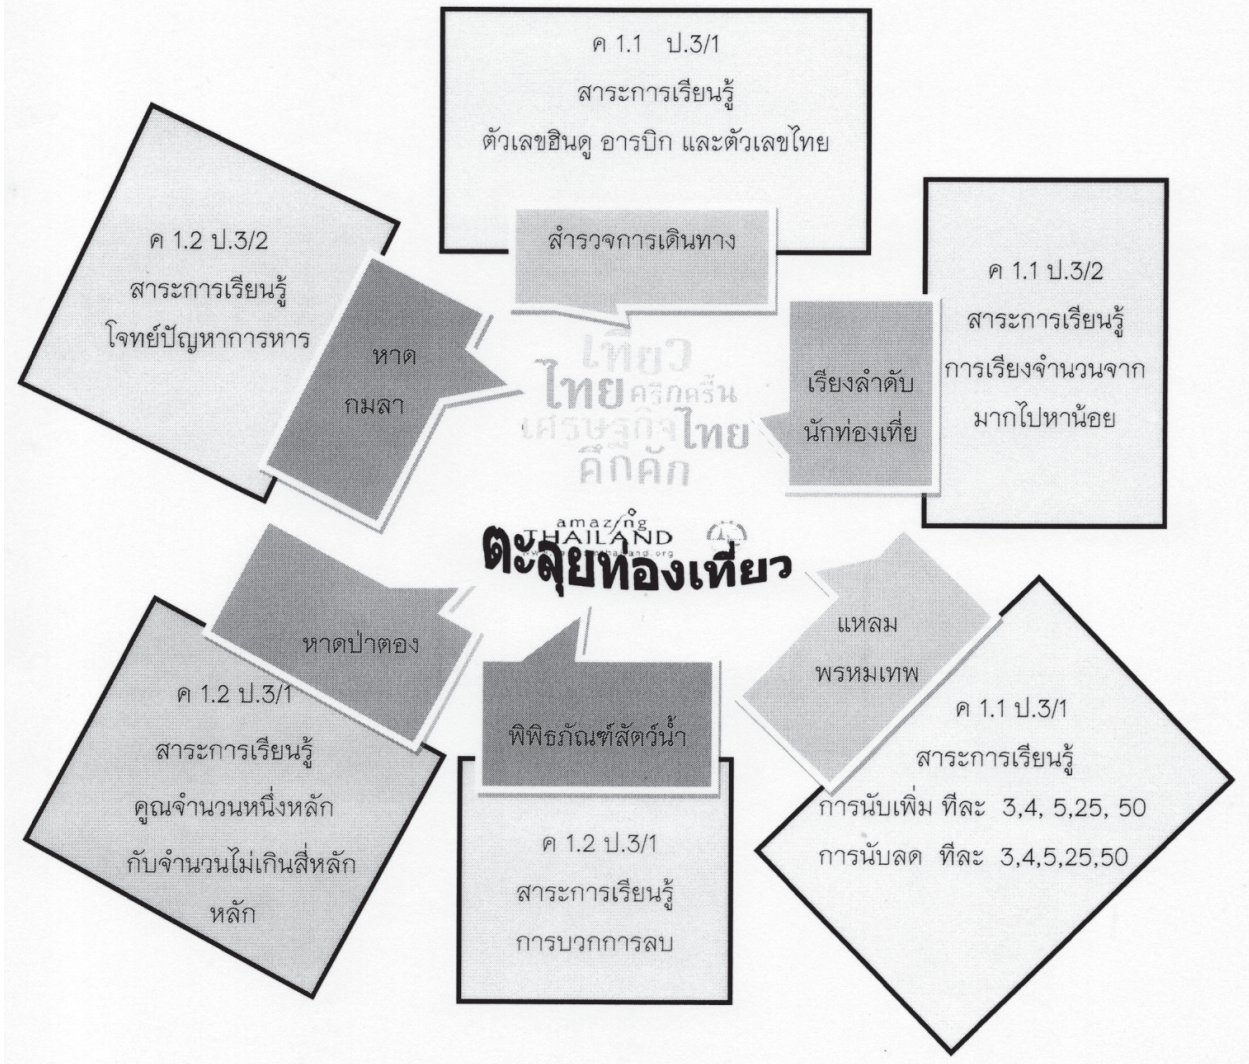 ค 1.1 ป.3/1
สาระการเรียนรู้
ตัวเลขฮินดู อารบิก และตัวเลขไทย
สำรวจการเดินทาง
ค 1.1 ป.3/2
สาระการเรียนรู้
การเรียงจำนวนจาก
มากไปหาน้อย
เรียงลำดับ
นักท่องเที่ย
แหลม
พรหมเทพ
ค 1.1 ป.3/1
สาระการเรียนรู้
การนับเพิ่ม ทีละ 3,4, 5,25, 50
การนับลด ทีละ 3,4,5,25,50
พิพิธภัณฑ์สัตว์น้ำ
ค 1.2 ป.3/1
สาระการเรียนรู้
การบวกการลบ
หาดป่าตอง
ค 1.2 ป.3/1
สาระการเรียนรู้
คูณจำนวนหนึ่งหลัก
กับจำนวนไม่เกินสี่หลัก
หลัก
ค 1.2 ป.3/2
สาระการเรียนรู้
โจทย์ปัญหาการหาร
หาด
กมลา
เที่ยว
ไทย ครึกครื้น
เศรษฐกิจไทย
คึกคัก
amazing
THAILAND
ตะลุยท่องเที่ยว